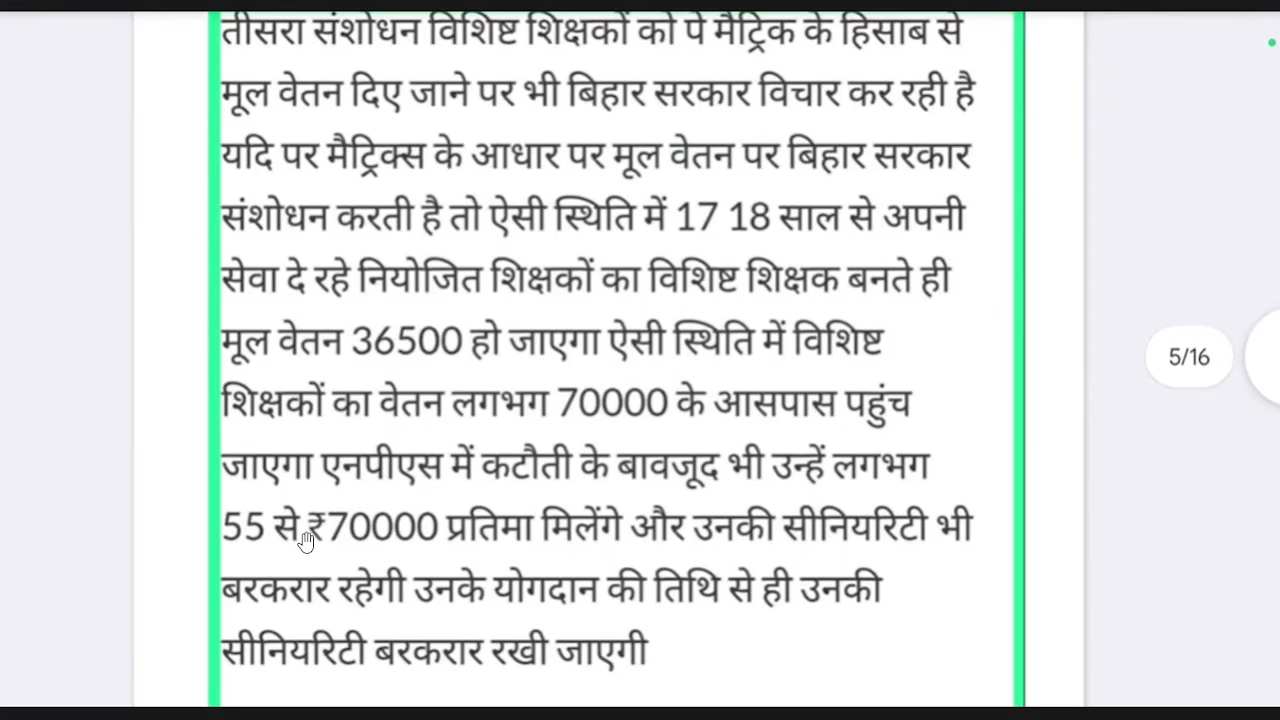 तीसरा संशोधन विशिष्ट शिक्षकों को पे मैट्रिक के हिसाब से
मूल वेतन दिए जाने पर भी बिहार सरकार विचार कर रही है
यदि पर मैट्रिक्स के आधार पर मूल वेतन पर बिहार सरकार
संशोधन करती है तो ऐसी स्थिति में 17 18 साल से अपनी
सेवा दे रहे नियोजित शिक्षकों का विशिष्ट शिक्षक बनते ही
मूल वेतन 36500 हो जाएगा ऐसी स्थिति में विशिष्ट
शिक्षकों का वेतन लगभग 70000 के आसपास पहुंच
जाएगा एनपीएस में कटौती के बावजूद भी उन्हें लगभग
55 से ₹70000 प्रतिमा मिलेंगे और उनकी सीनियरिटी भी
बरकरार रहेगी उनके योगदान की तिथि से ही उनकी
सीनियरिटी बरकरार रखी जाएगी
5/16